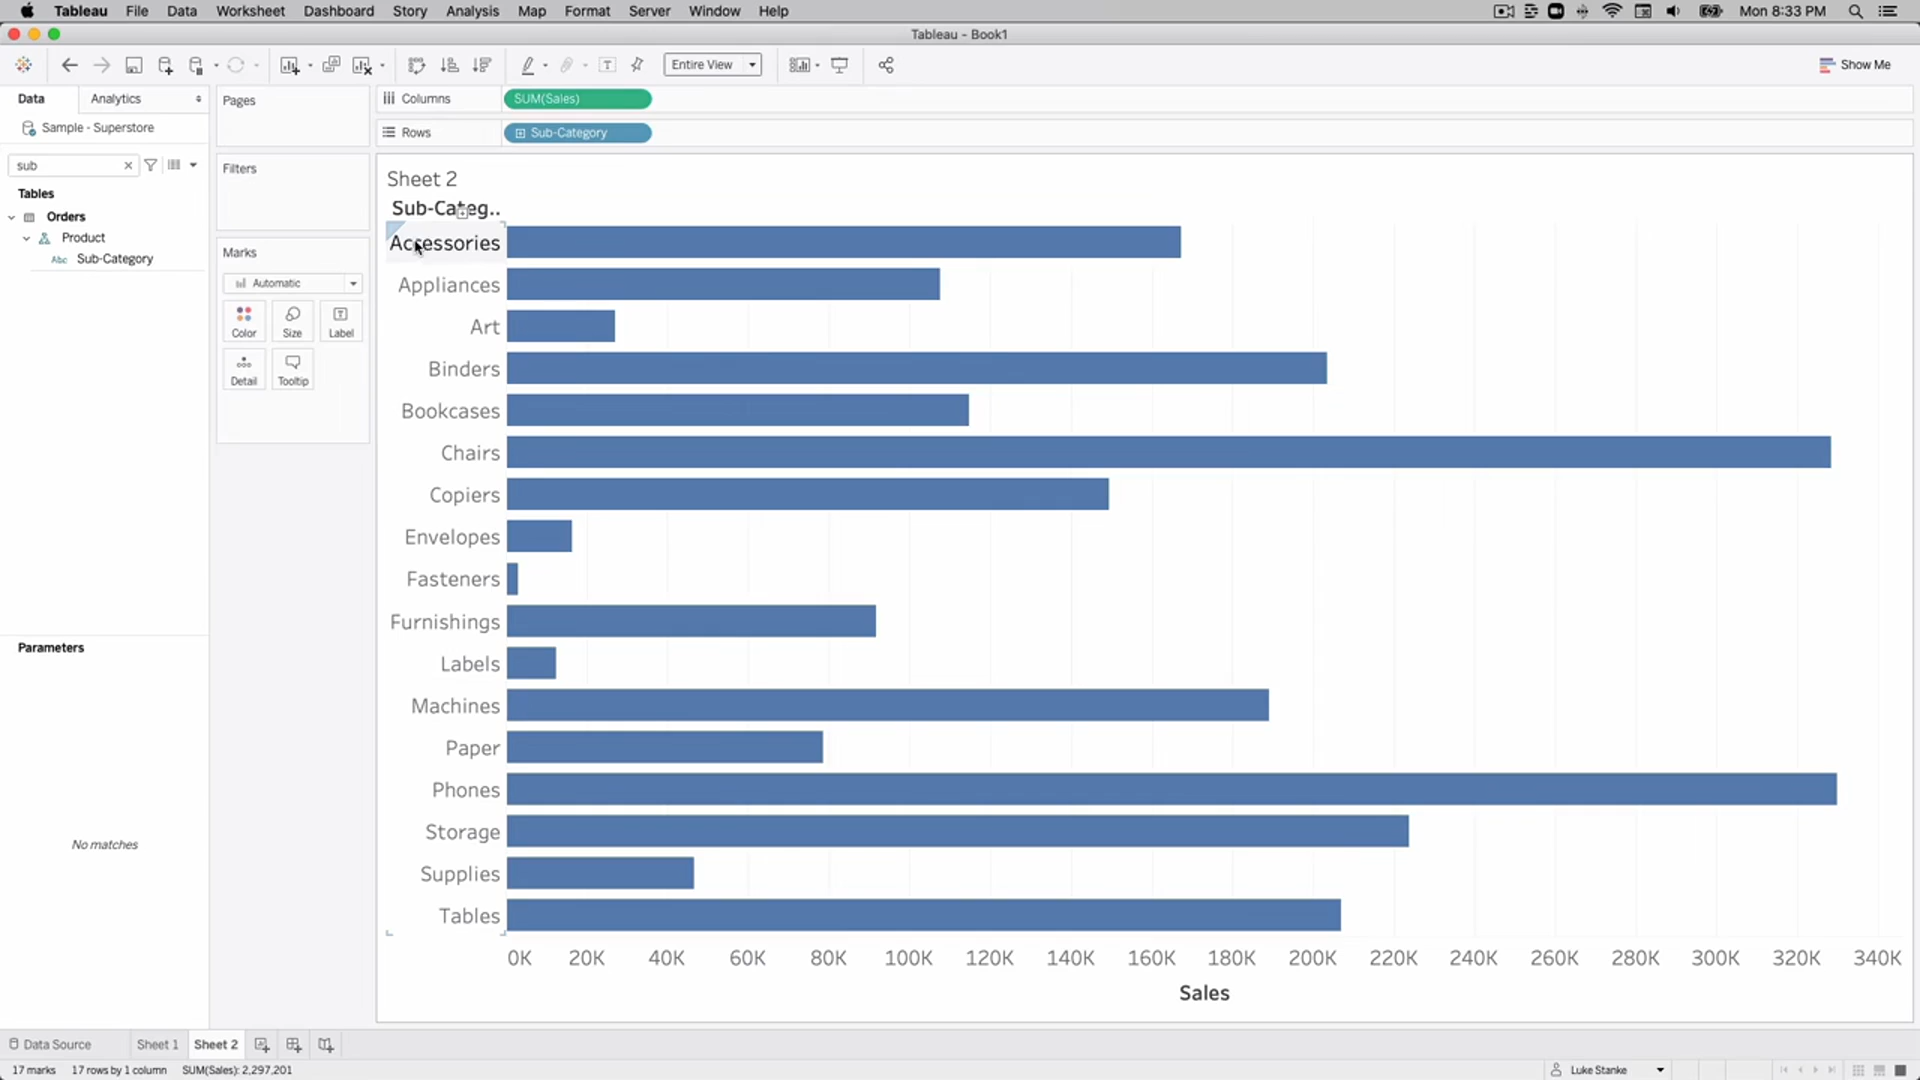 Tableau File Data Worksheet Dashboard Story Analysis Map Format Server Window Help Mon 8:33 PM
Tableau - Book1
Entire View Show Me
Data Analytics
Sample - Superstore
sub
Tables
Orders
Product
Abc Sub-Category
Parameters
No matches
Pages
Filters
Marks
Automatic
Color Size Label
Detail Tooltip
Columns SUM(Sales)
Rows Sub-Category
Sheet 2
Sub-Categ..
Accessories
Appliances
Art
Binders
Bookcases
Chairs
Copiers
Envelopes
Fasteners
Furnishings
Labels
Machines
Paper
Phones
Storage
Supplies
Tables
0K 20K 40K 60K 80K 100K 120K 140K 160K 180K 200K 220K 240K 260K 280K 300K 320K 340K
Sales
Data Source Sheet 1 Sheet 2
17 marks 17 rows by 1 column SUM(Sales): 2,297,201 Luke Stanke